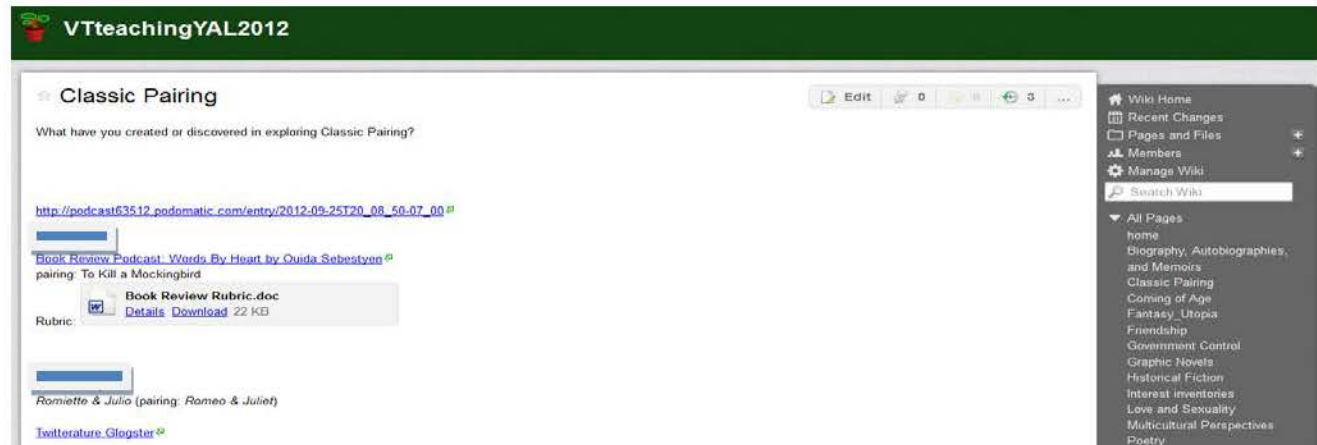 VTteachingYAL2012
Classic Pairing
Edit 0 0 3 ...
What have you created or discovered in exploring Classic Pairing?
http://podcast63512.podomatic.com/entry/2012-09-25T20_08_50-07_00
Book Review Podcast: Words By Heart by Ouida Sebestyen
pairing: To Kill a Mockingbird
Book Review Rubric.doc
Details Download 22 KB
Rubric:
Romiette & Julio (pairing: Romeo & Juliet)
Twitterature Glogster
Wiki Home
Recent Changes
Pages and Files +
Members +
Manage Wiki
Search Wiki
All Pages
home
Biography, Autobiographies,
and Memoirs
Classic Pairing
Coming of Age
Fantasy_Utopia
Friendship
Government Control
Graphic Novels
Historical Fiction
Interest inventories
Love and Sexuality
Multicultural Perspectives
Poetry